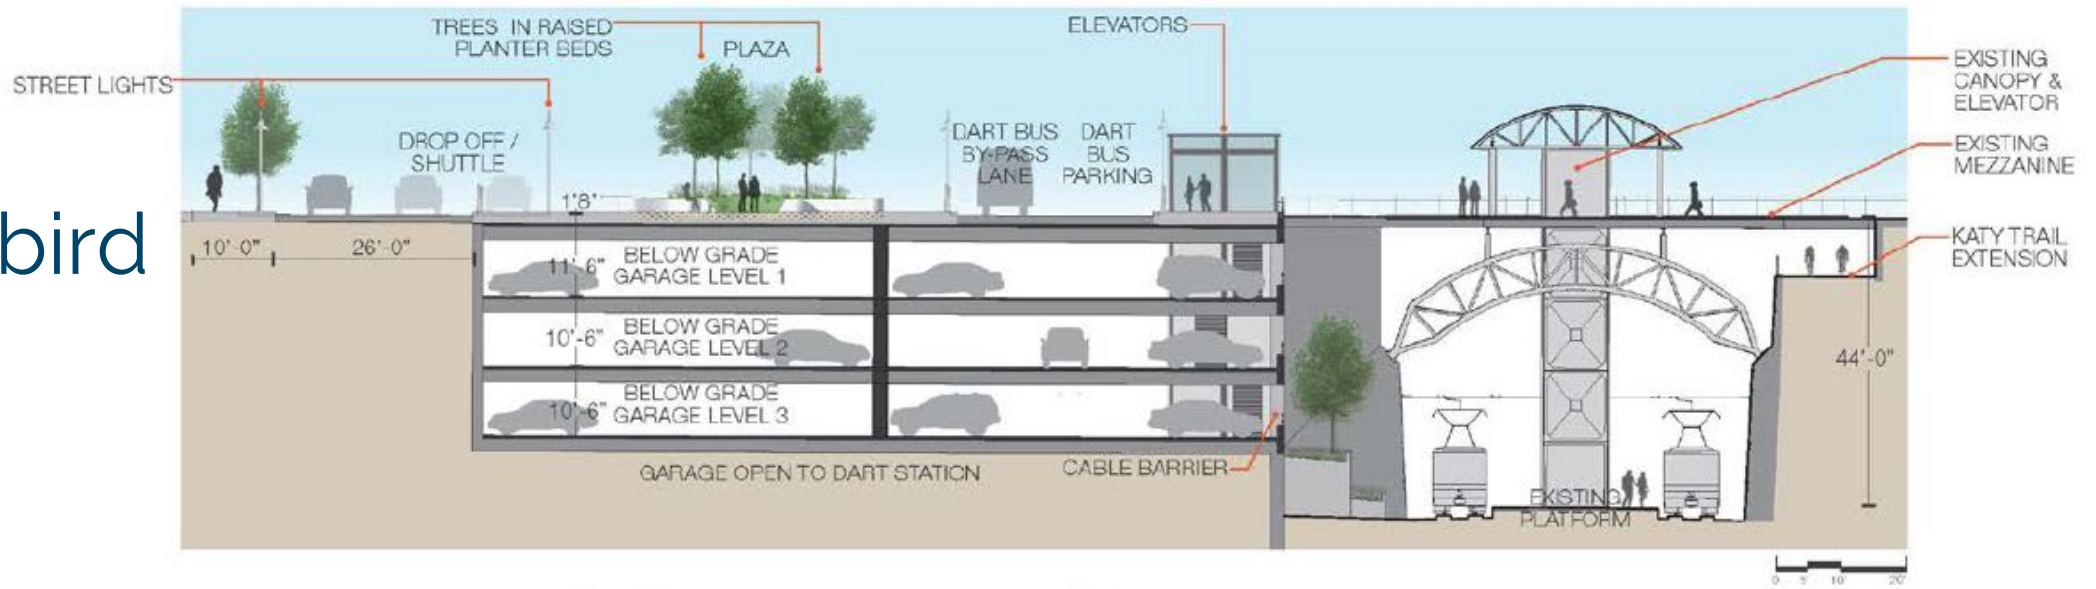 TREES IN RAISED
PLANTER BEDS
PLAZA
ELEVATORS
STREET LIGHTS
EXISTING
CANOPY &
ELEVATOR
DROP OFF /
SHUTTLE
DART BUS
BY-PASS
LANE
DART
BUS
PARKING
EXISTING
MEZZANINE
bird
1'8"
10'-0"
26'-0"
KATY TRAIL
EXTENSION
11'-6"
BELOW GRADE
GARAGE LEVEL 1
10'-6"
BELOW GRADE
GARAGE LEVEL 2
44'-0"
10'-6"
BELOW GRADE
GARAGE LEVEL 3
GARAGE OPEN TO DART STATION
CABLE BARRIER
EXISTING
PLATFORM
0 5' 10' 20'